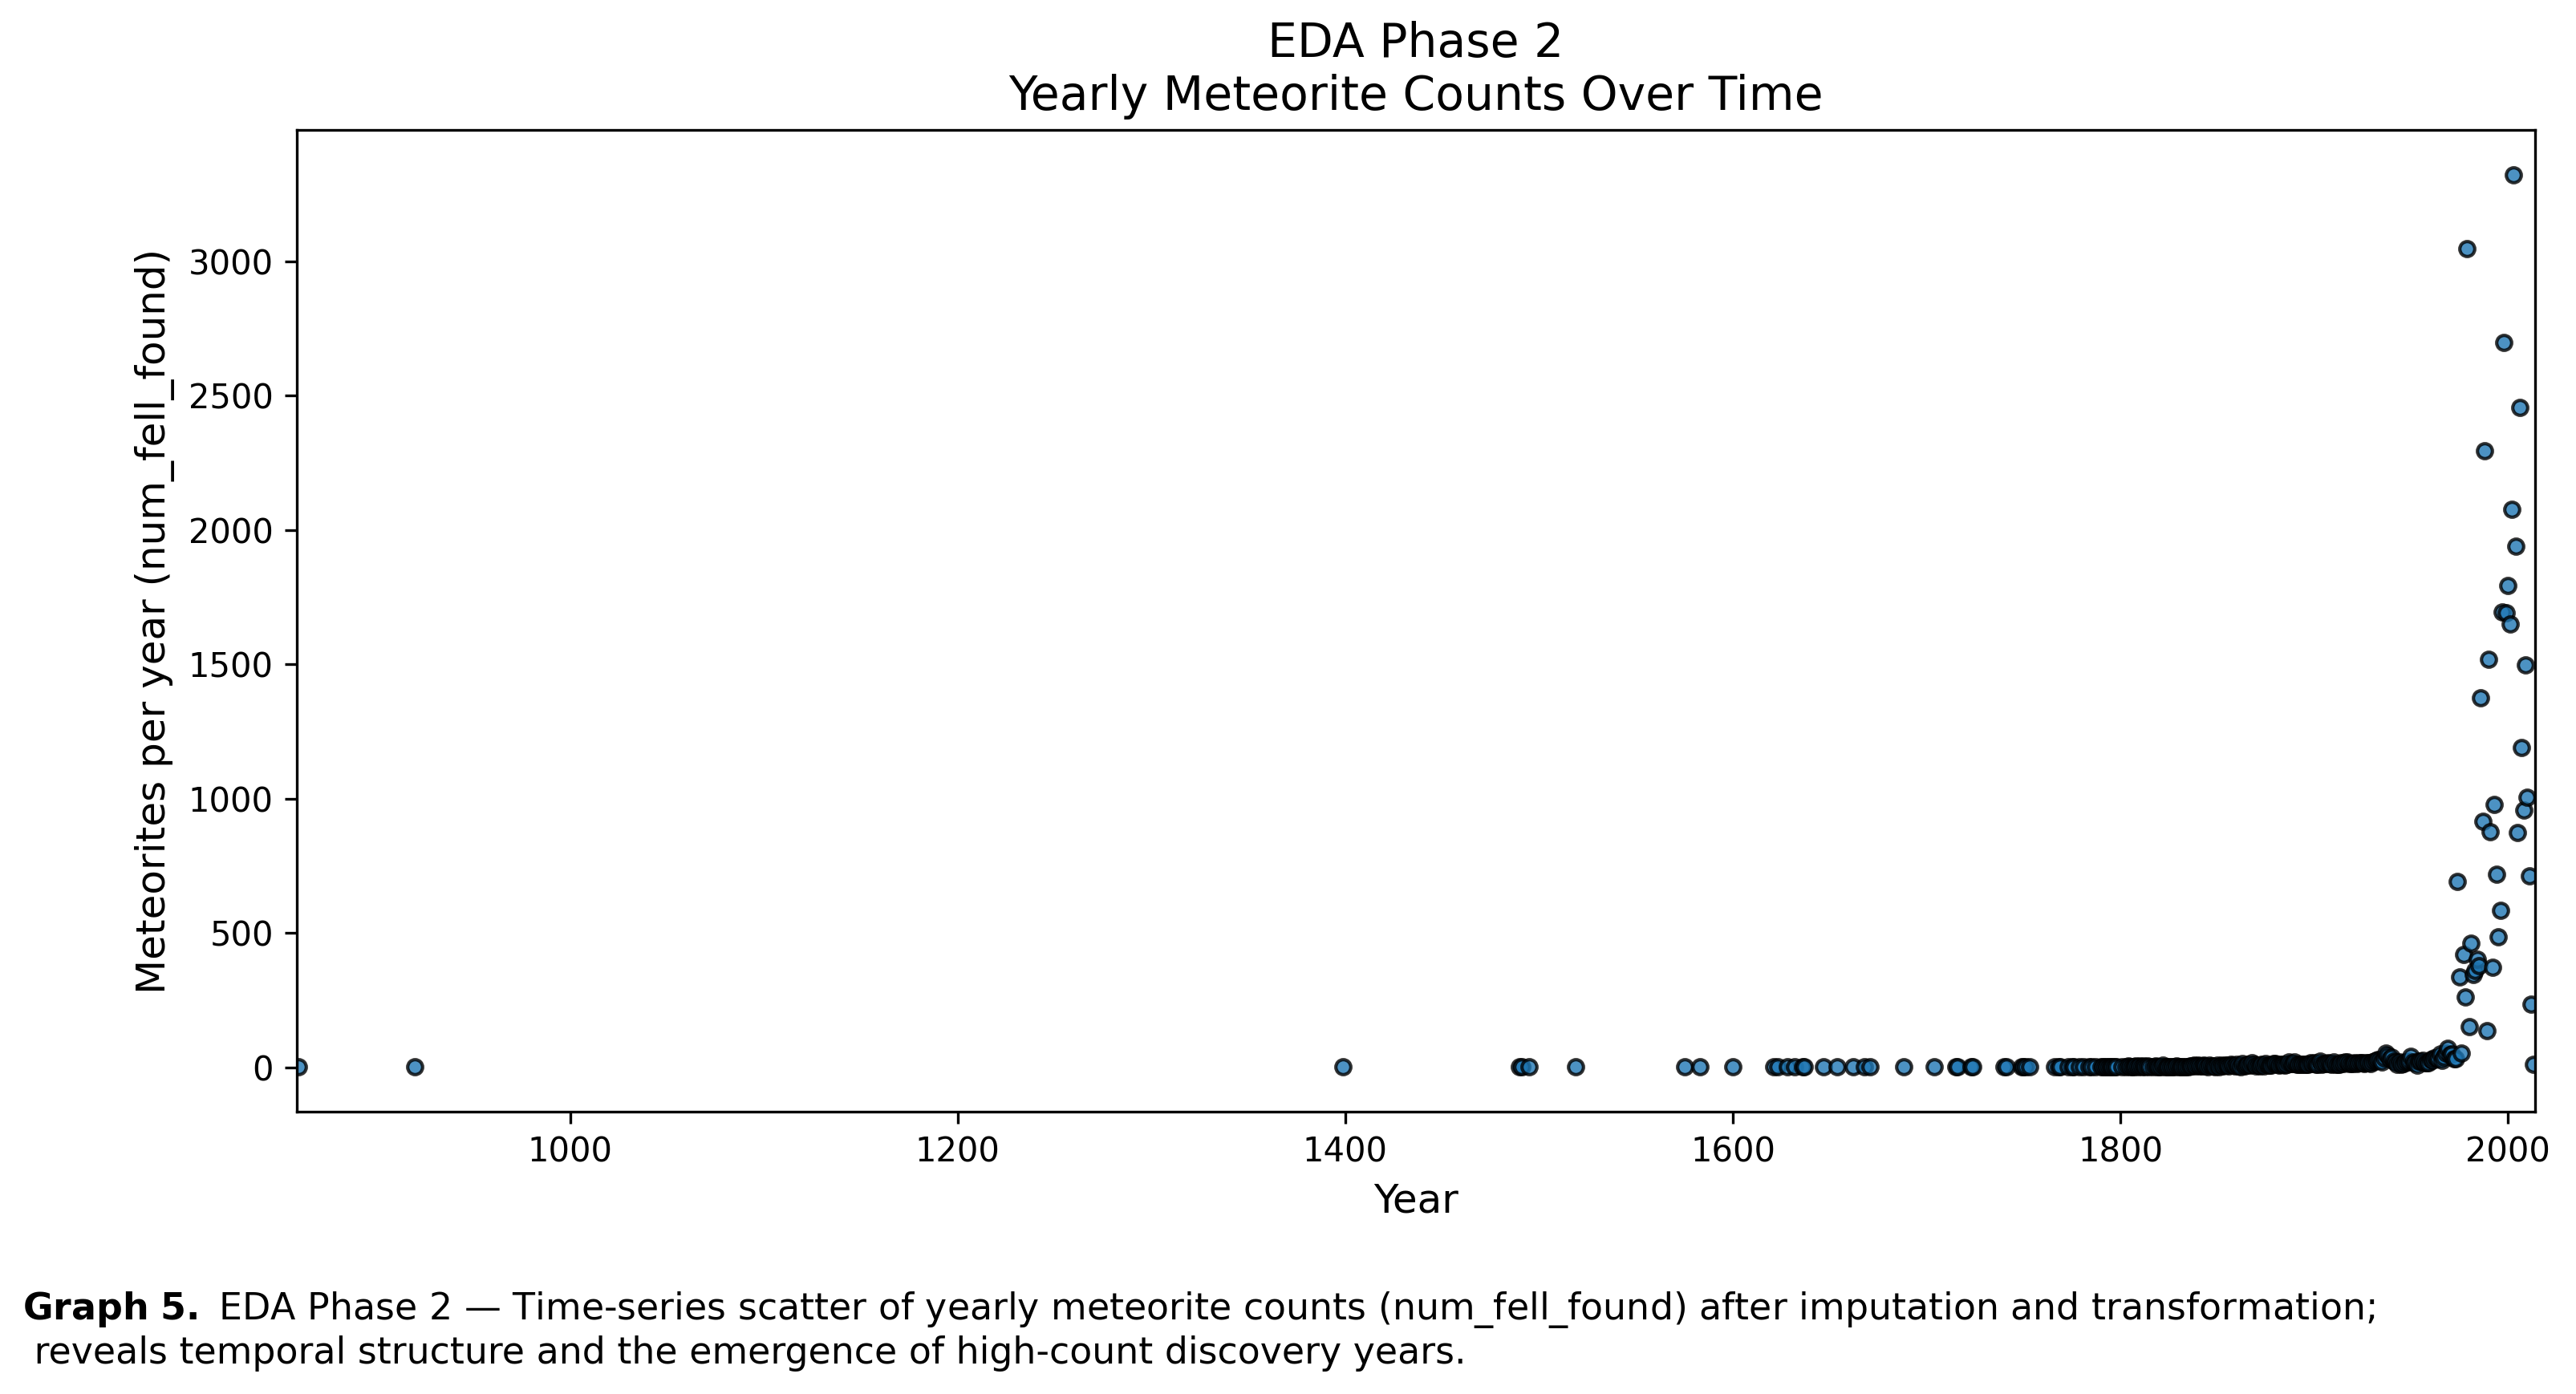 EDA Phase 2
Yearly Meteorite Counts Over Time
Meteorites per year (num_fell_found)
3000
2500
2000
1500
1000
500
0
1000 1200 1400 1600 1800 2000
Year
Graph 5. EDA Phase 2 — Time-series scatter of yearly meteorite counts (num_fell_found) after imputation and transformation;
reveals temporal structure and the emergence of high-count discovery years.